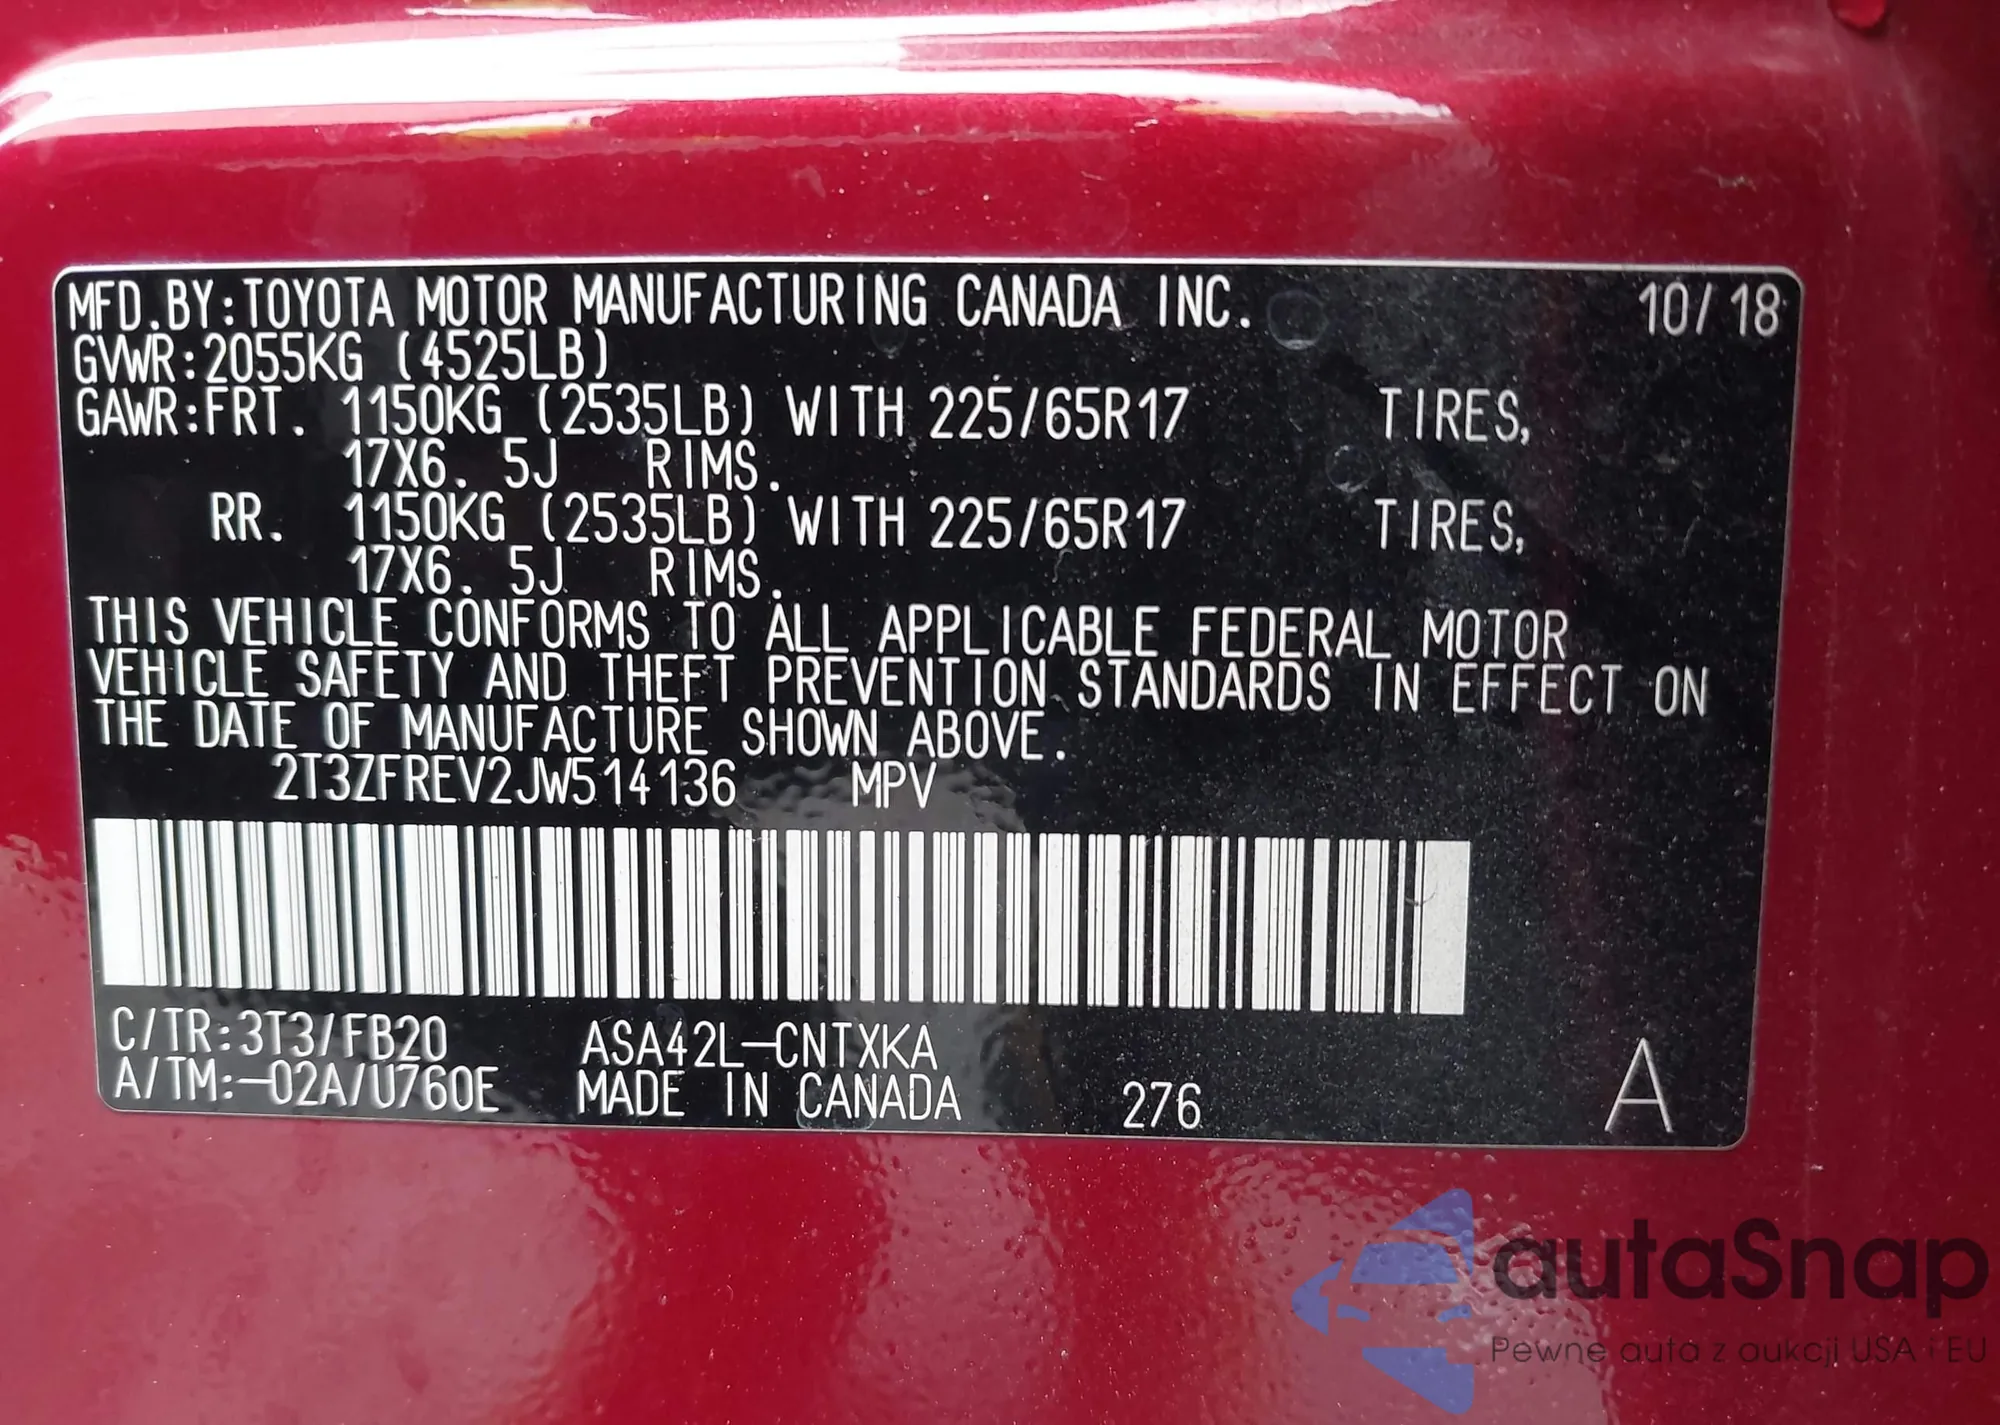 MFD.BY:TOYOTA MOTOR MANUFACTURING CANADA INC. 10/18
GVWR:2055KG (4525LB)
GAWR:FRT. 1150KG (2535LB) WITH 225/65R17 TIRES,
17X6.5J RIMS.
RR. 1150KG (2535LB) WITH 225/65R17 TIRES,
17X6.5J RIMS.
THIS VEHICLE CONFORMS TO ALL APPLICABLE FEDERAL MOTOR
VEHICLE SAFETY AND THEFT PREVENTION STANDARDS IN EFFECT ON
THE DATE OF MANUFACTURE SHOWN ABOVE.
2T3ZFREV2JW514136 MPV
C/TR:3T3/FB20 ASA42L-CNTXKA
A/TM:-02A/U760E MADE IN CANADA 276 A
autaSnap
Pewne auta z aukcji USA i EU